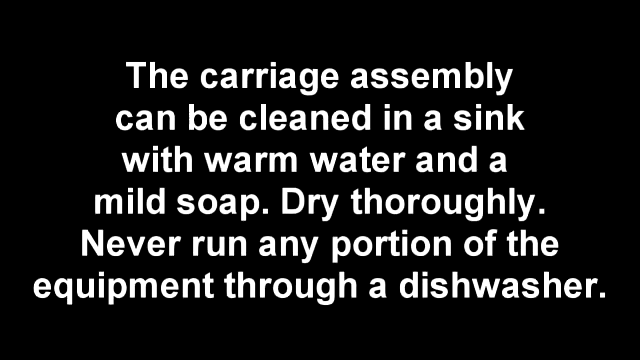 The carriage assembly
can be cleaned in a sink
with warm water and a
mild soap. Dry thoroughly.
Never run any portion of the
equipment through a dishwasher.